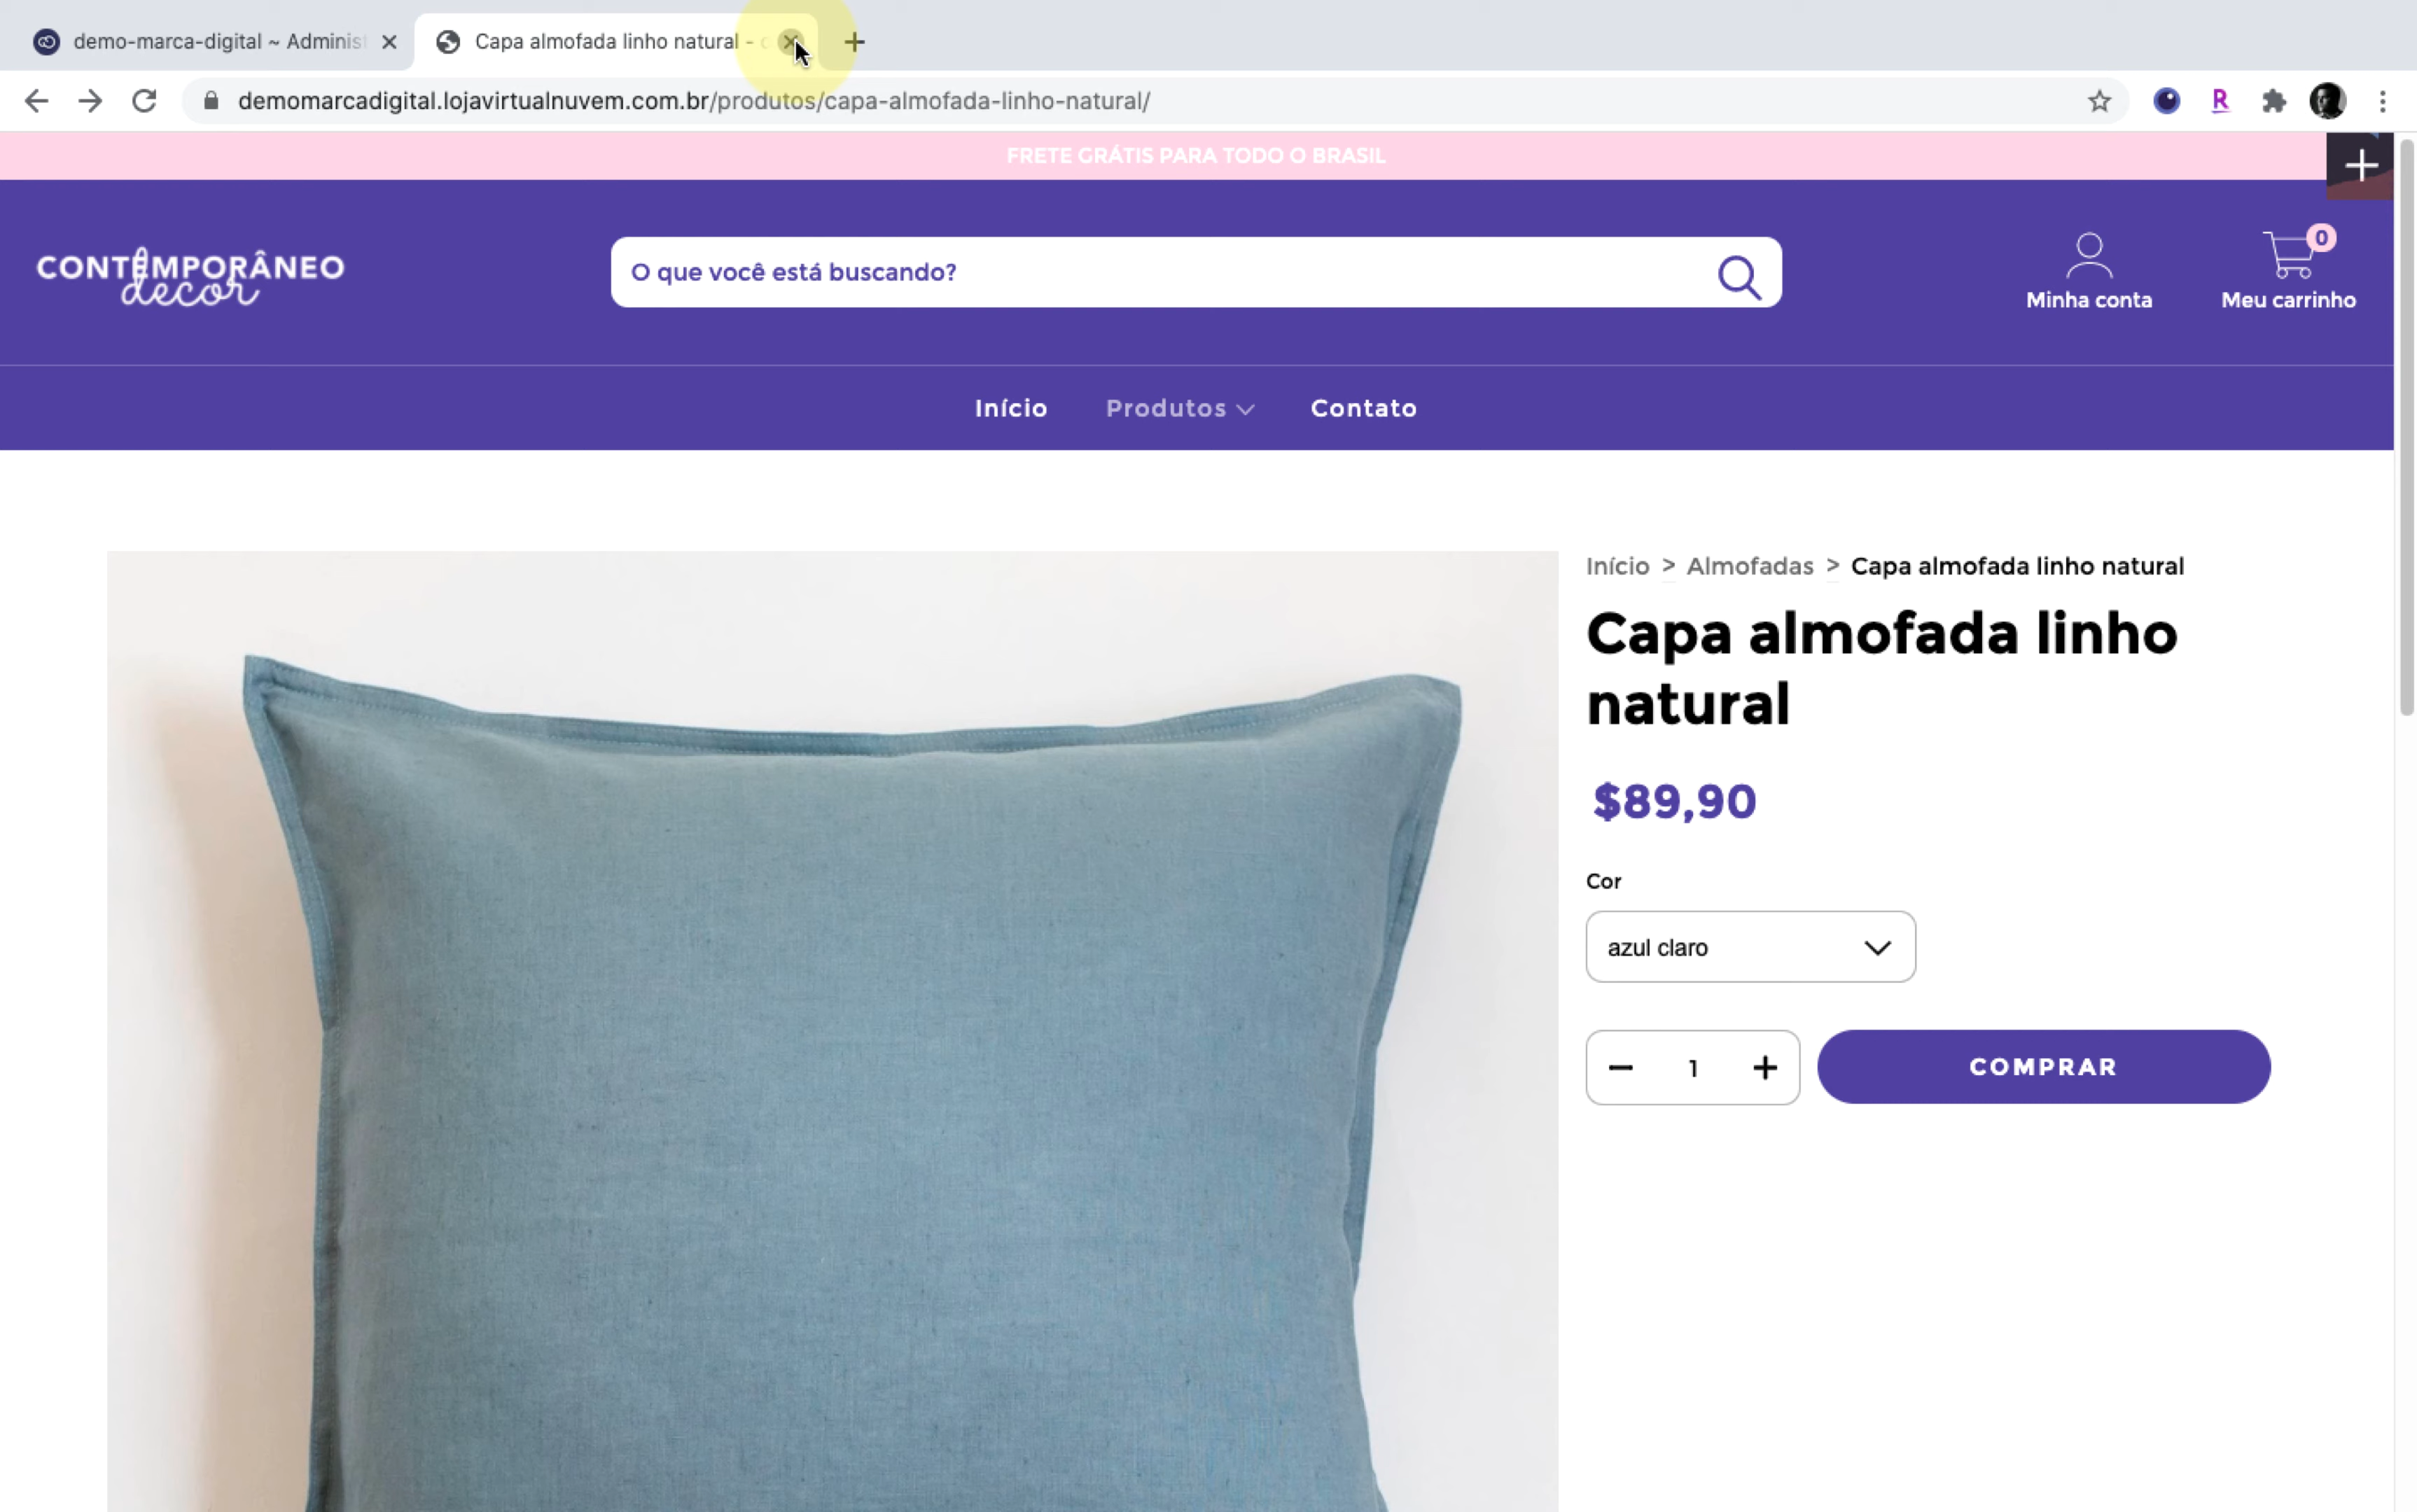 demo-marca-digital ~ Adminis
Capa almofada linho natural -
demomarcadigital.lojavirtualnuvem.com.br/produtos/capa-almofada-linho-natural/
R
FRETE GRÁTIS PARA TODO O BRASIL
CONTEMPORÂNEO
decor
O que você está buscando?
Minha conta
0
Meu carrinho
Início
Produtos
Contato
Início > Almofadas > Capa almofada linho natural
Capa almofada linho
natural
$89,90
Cor
azul claro
1
COMPRAR